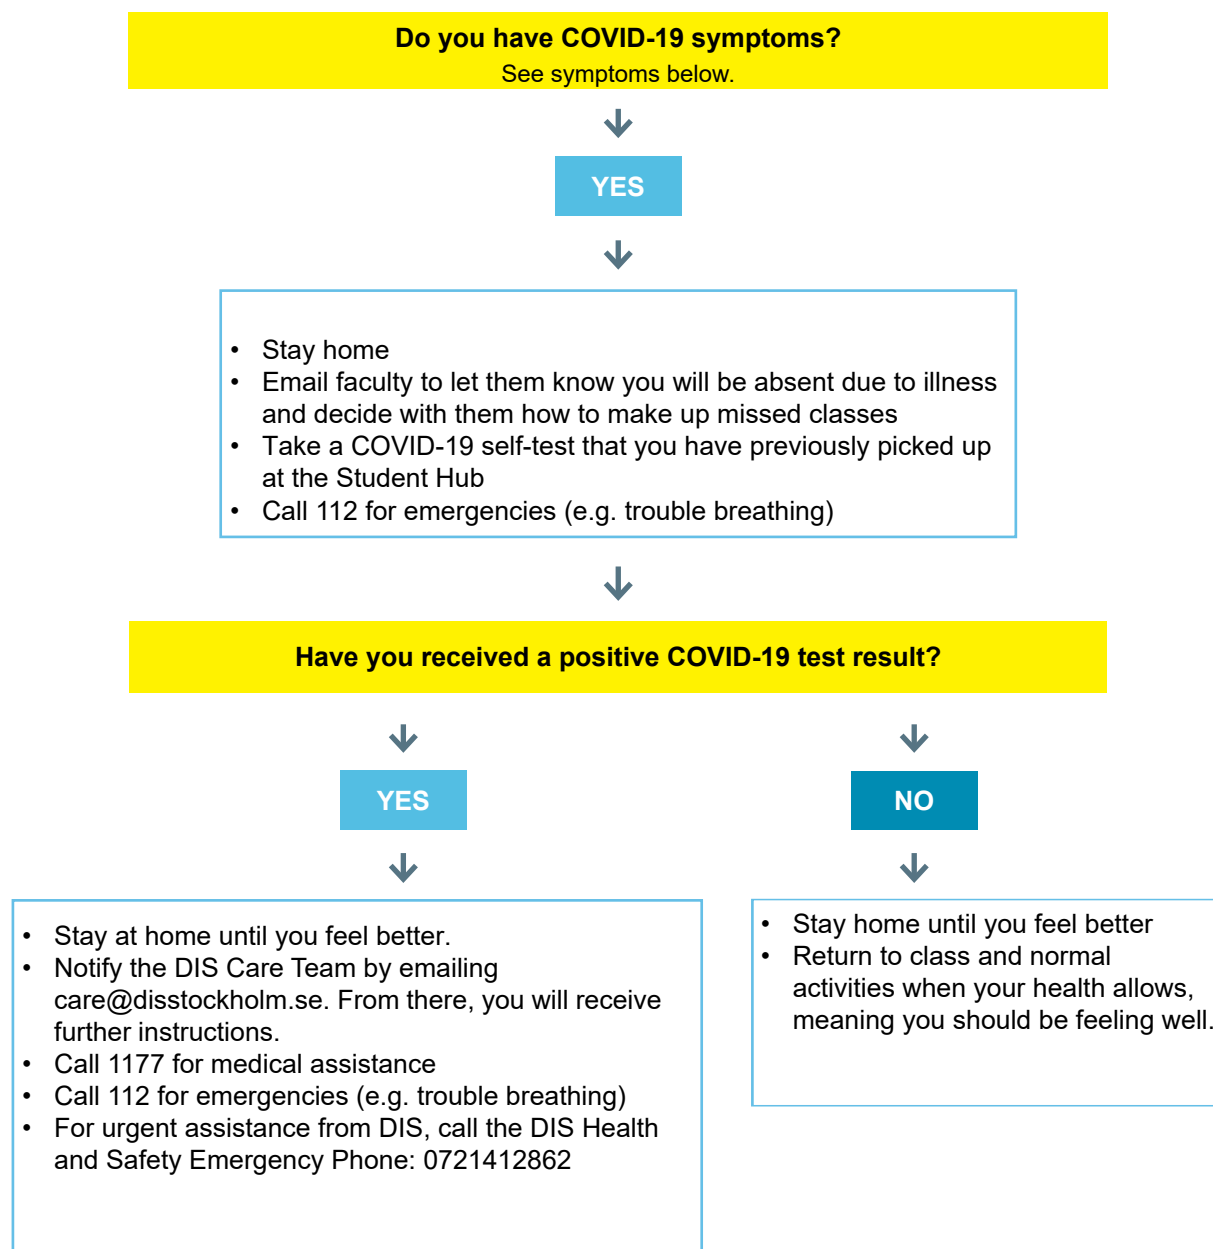 Do you have COVID-19 symptoms?
See symptoms below.
YES
• Stay home
• Email faculty to let them know you will be absent due to illness
and decide with them how to make up missed classes
• Take a COVID-19 self-test that you have previously picked up
at the Student Hub
• Call 112 for emergencies (e.g. trouble breathing)
Have you received a positive COVID-19 test result?
YES
• Stay at home until you feel better.
• Notify the DIS Care Team by emailing
care@disstockholm.se. From there, you will receive
further instructions.
• Call 1177 for medical assistance
• Call 112 for emergencies (e.g. trouble breathing)
• For urgent assistance from DIS, call the DIS Health
and Safety Emergency Phone: 0721412862
NO
• Stay home until you feel better
• Return to class and normal
activities when your health allows,
meaning you should be feeling well.